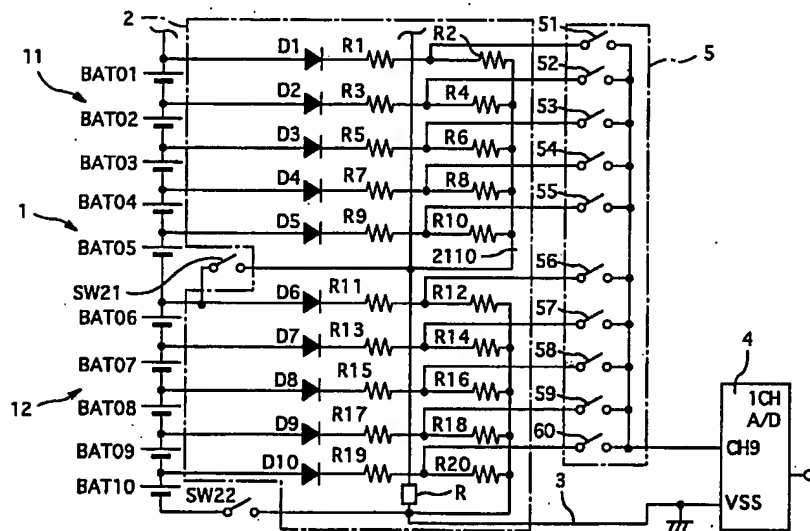 2
11
BAT01
BAT02
BAT03
BAT04
1
BAT05
SW21
BAT06
BAT07
12
BAT08
BAT09
BAT10
SW22
D1 R1 R2
D2 R3 R4
D3 R5 R6
D4 R7 R8
D5 R9 R10
2110
D6 R11 R12
D7 R13 R14
D8 R15 R16
D9 R17 R18
D10 R19 R20
R
3
51
52
53
54
55
56
57
58
59
60
5
4
1CH
A/D
CH9
VSS